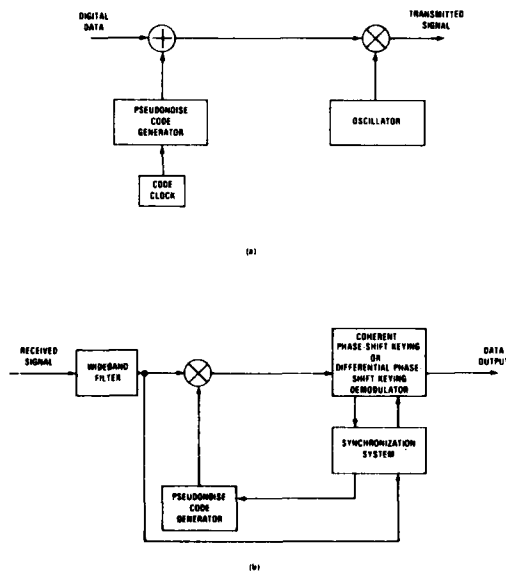 DIGITAL
DATA
TRANSMITTED
SIGNAL
PSEUDONOISE
CODE
GENERATOR
OSCILLATOR
CODE
CLOCK
(a)
RECEIVED
SIGNAL
WIDEBAND
FILTER
COHERENT
PHASE-SHIFT KEYING
OR
DIFFERENTIAL PHASE-
SHIFT KEYING
DEMODULATOR
DATA
OUTPUT
SYNCHRONIZATION
SYSTEM
PSEUDONOISE
CODE
GENERATOR
(b)